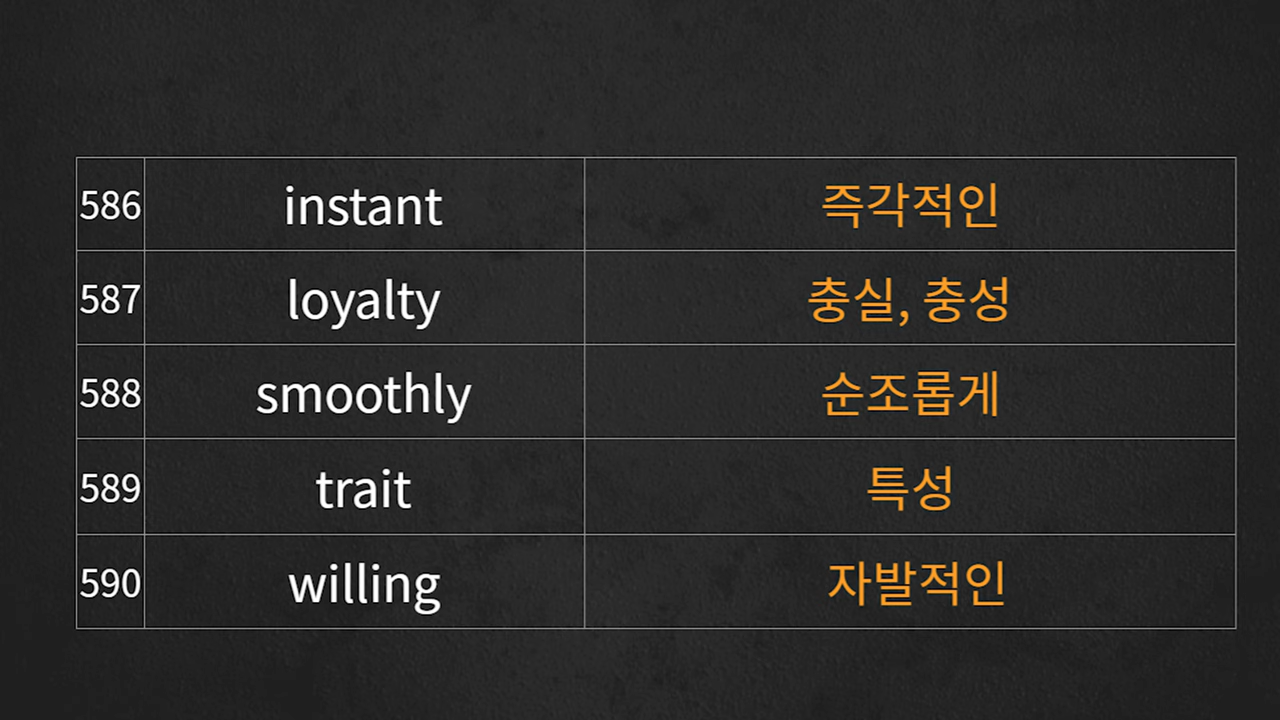 586 instant 즉각적인
587 loyalty 충실, 충성
588 smoothly 순조롭게
589 trait 특성
590 willing 자발적인